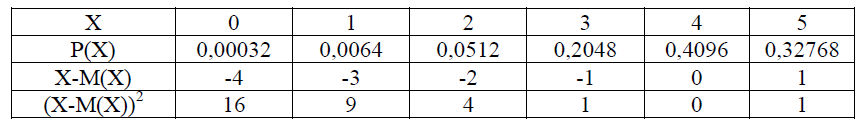 X 0 1 2 3 4 5
P(X) 0,00032 0,0064 0,0512 0,2048 0,4096 0,32768
X-M(X) -4 -3 -2 -1 0 1
(X-M(X))² 16 9 4 1 0 1